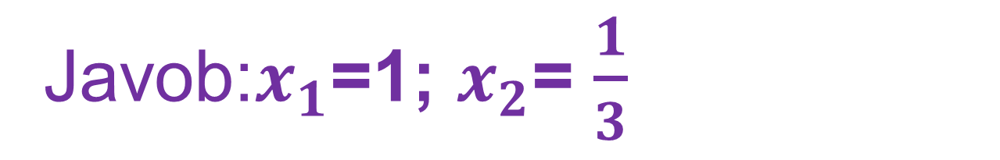 Javob:x₁=1; x₂= 1/3